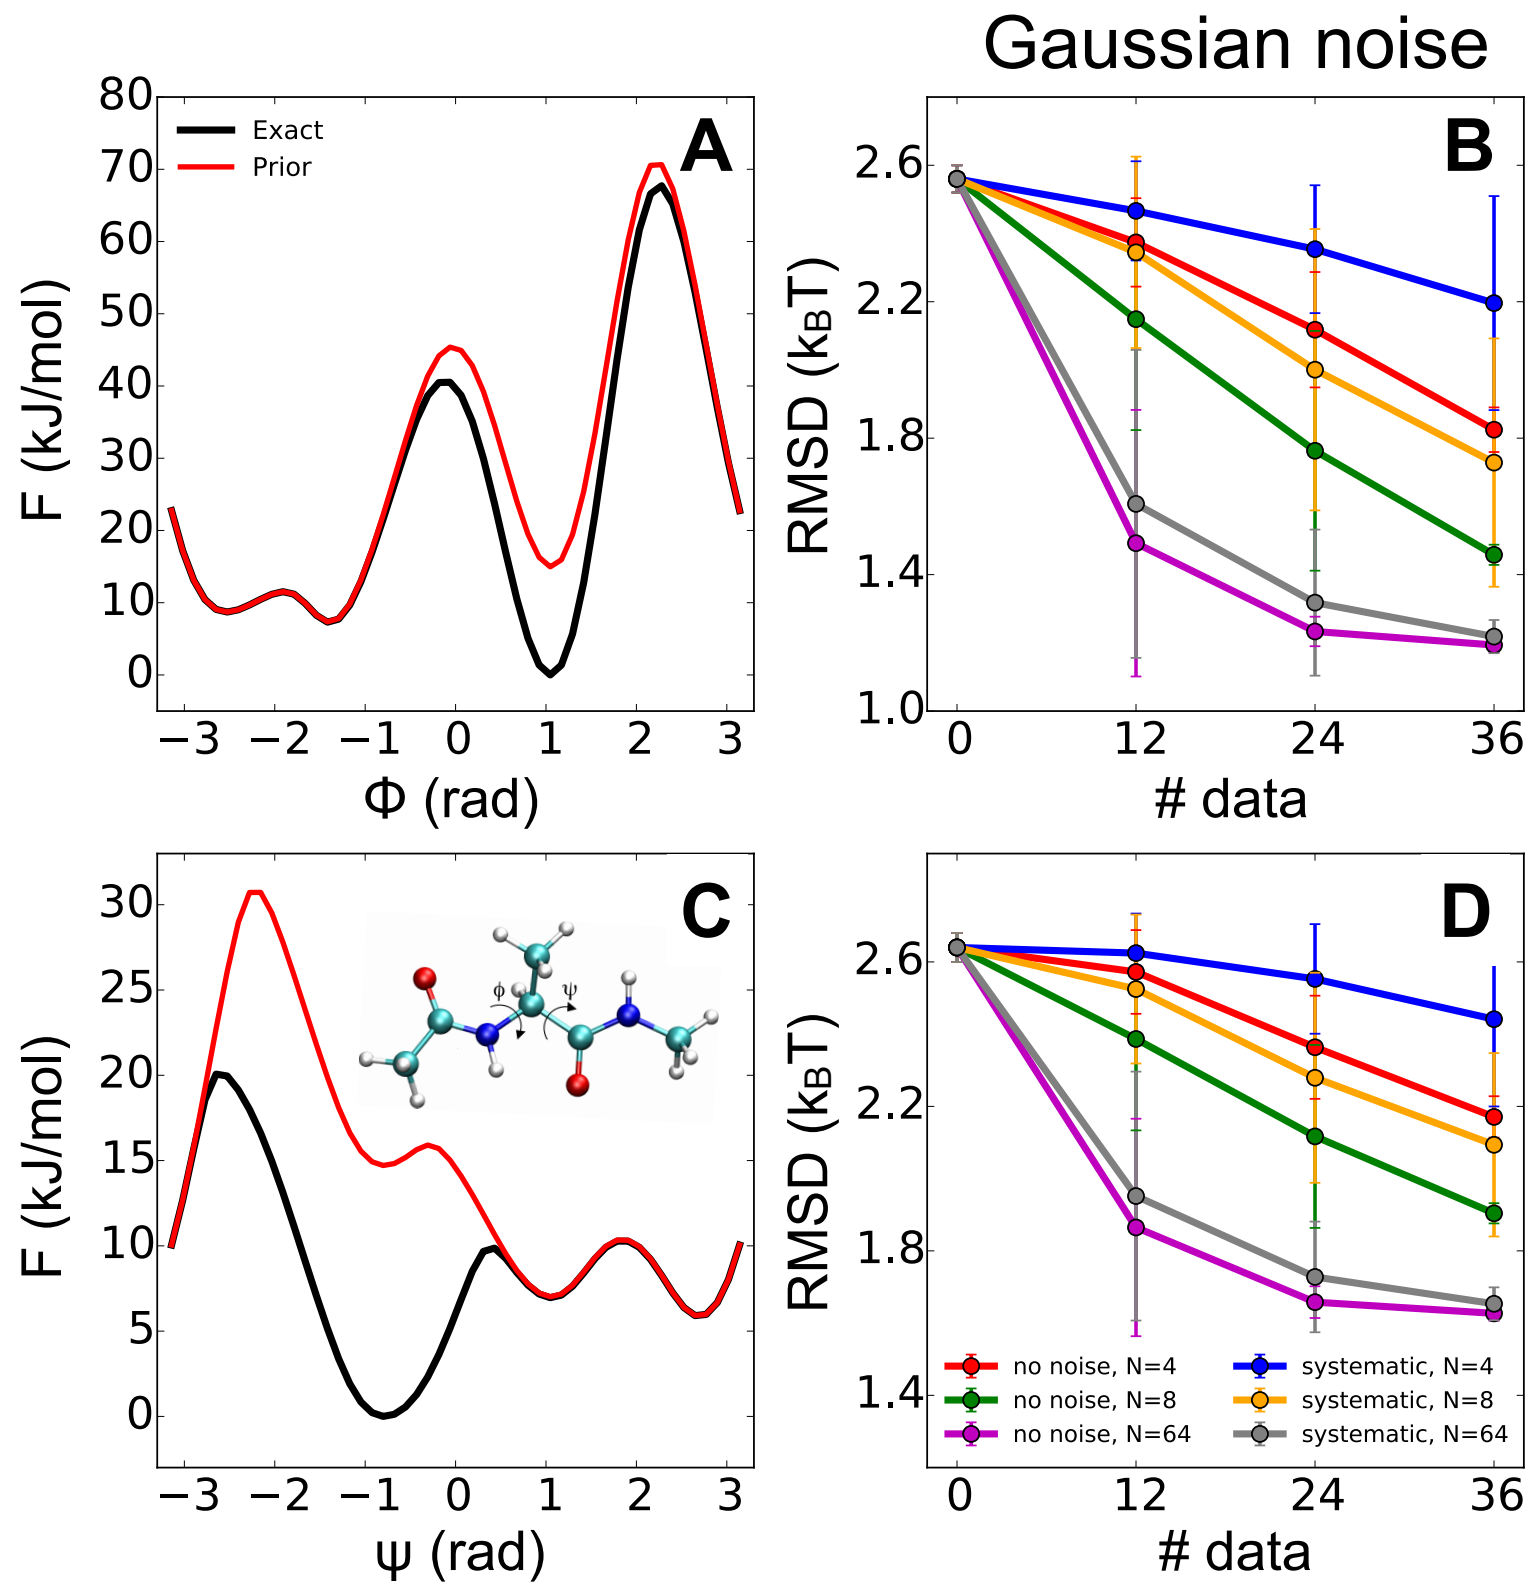 Gaussian noise
A
Exact
Prior
80
70
60
50
40
30
20
10
0
F (kJ/mol)
−3 −2 −1 0 1 2 3
Φ (rad)
B
2.6
2.2
1.8
1.4
1.0
RMSD (kBT)
0 12 24 36
# data
C
30
25
20
15
10
5
0
F (kJ/mol)
ϕ ψ
−3 −2 −1 0 1 2 3
ψ (rad)
D
2.6
2.2
1.8
1.4
RMSD (kBT)
no noise, N=4
no noise, N=8
no noise, N=64
systematic, N=4
systematic, N=8
systematic, N=64
0 12 24 36
# data